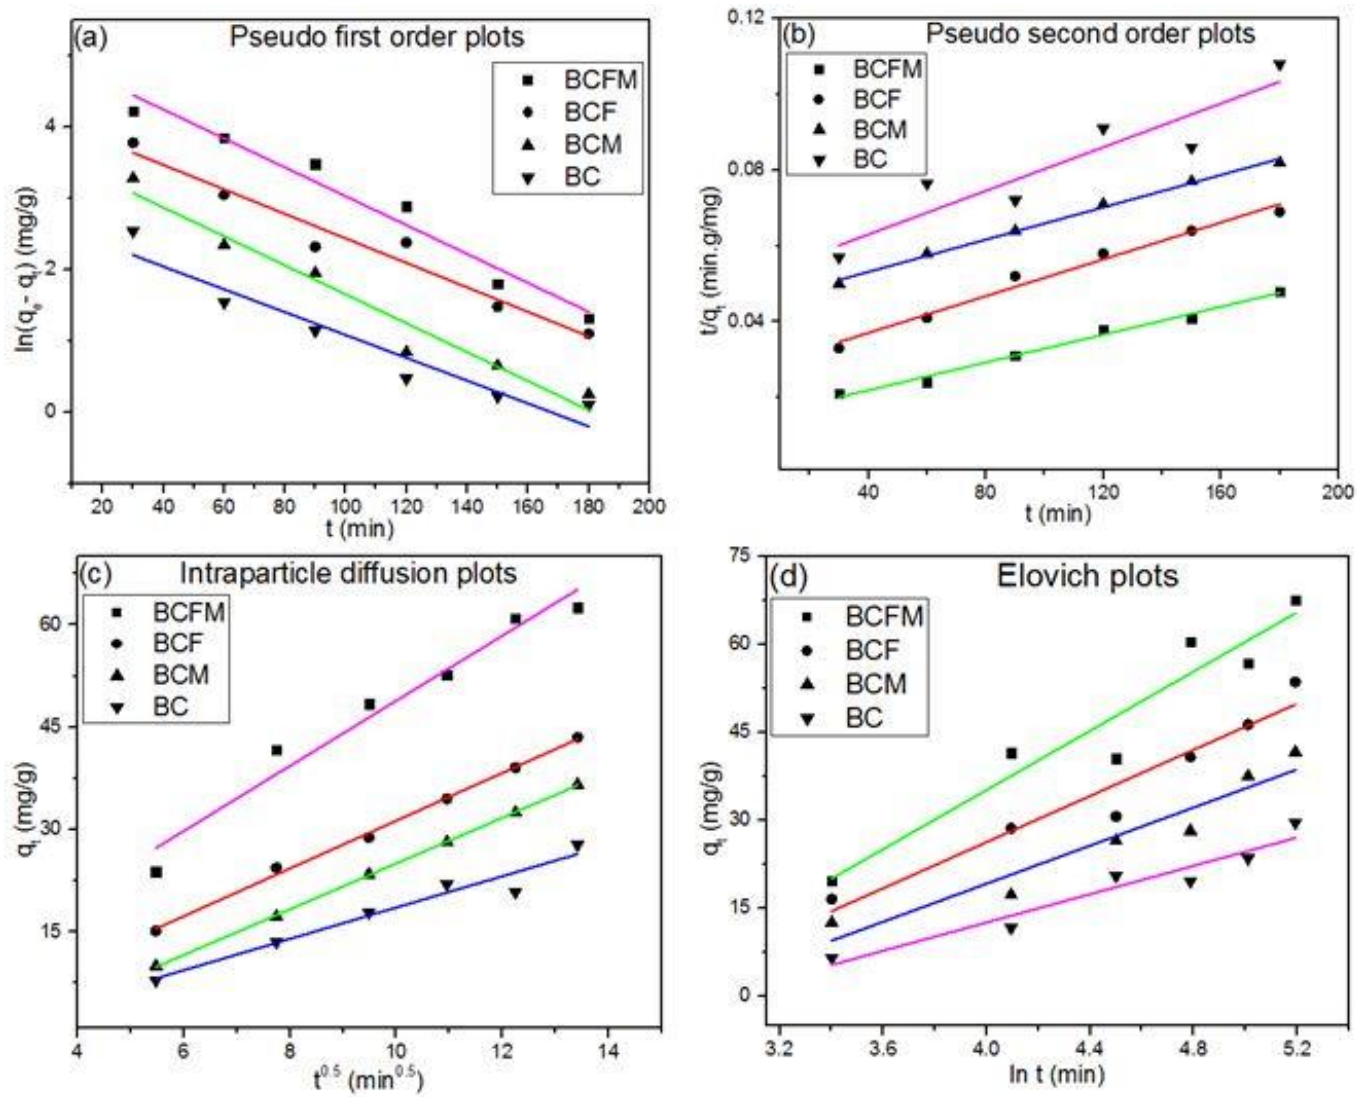 (a) Pseudo first order plots
BCFM
BCF
BCM
BC
4
2
0
ln(qe- qt) (mg/g)
20 40 60 80 100 120 140 160 180 200
t (min)
(b) Pseudo second order plots
BCFM
BCF
BCM
BC
0.12
0.08
0.04
t/qt (min.g/mg)
40 80 120 160 200
t (min)
(c) Intraparticle diffusion plots
BCFM
BCF
BCM
BC
60
45
30
15
qt (mg/g)
4 6 8 10 12 14
t0.5 (min0.5)
(d) Elovich plots
BCFM
BCF
BCM
BC
75
60
45
30
15
0
qt (mg/g)
3.2 3.6 4.0 4.4 4.8 5.2
ln t (min)